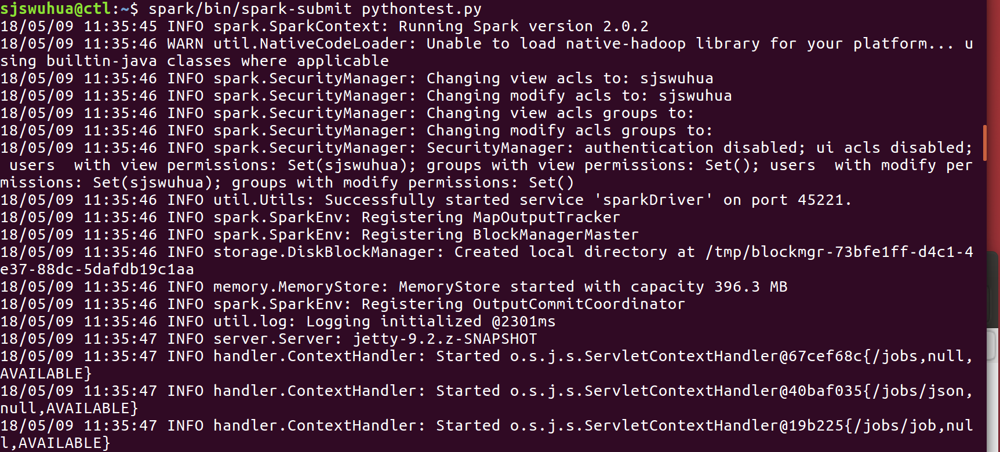 sjswuhua@ctl:~$ spark/bin/spark-submit pythontest.py
18/05/09 11:35:45 INFO spark.SparkContext: Running Spark version 2.0.2
18/05/09 11:35:46 WARN util.NativeCodeLoader: Unable to load native-hadoop library for your platform... u
sing builtin-java classes where applicable
18/05/09 11:35:46 INFO spark.SecurityManager: Changing view acls to: sjswuhua
18/05/09 11:35:46 INFO spark.SecurityManager: Changing modify acls to: sjswuhua
18/05/09 11:35:46 INFO spark.SecurityManager: Changing view acls groups to:
18/05/09 11:35:46 INFO spark.SecurityManager: Changing modify acls groups to:
18/05/09 11:35:46 INFO spark.SecurityManager: SecurityManager: authentication disabled; ui acls disabled;
 users  with view permissions: Set(sjswuhua); groups with view permissions: Set(); users  with modify per
missions: Set(sjswuhua); groups with modify permissions: Set()
18/05/09 11:35:46 INFO util.Utils: Successfully started service 'sparkDriver' on port 45221.
18/05/09 11:35:46 INFO spark.SparkEnv: Registering MapOutputTracker
18/05/09 11:35:46 INFO spark.SparkEnv: Registering BlockManagerMaster
18/05/09 11:35:46 INFO storage.DiskBlockManager: Created local directory at /tmp/blockmgr-73bfe1ff-d4c1-4
e37-88dc-5dafdb19c1aa
18/05/09 11:35:46 INFO memory.MemoryStore: MemoryStore started with capacity 396.3 MB
18/05/09 11:35:46 INFO spark.SparkEnv: Registering OutputCommitCoordinator
18/05/09 11:35:46 INFO util.log: Logging initialized @2301ms
18/05/09 11:35:47 INFO server.Server: jetty-9.2.z-SNAPSHOT
18/05/09 11:35:47 INFO handler.ContextHandler: Started o.s.j.s.ServletContextHandler@67cef68c{/jobs,null,
AVAILABLE}
18/05/09 11:35:47 INFO handler.ContextHandler: Started o.s.j.s.ServletContextHandler@40baf035{/jobs/json,
null,AVAILABLE}
18/05/09 11:35:47 INFO handler.ContextHandler: Started o.s.j.s.ServletContextHandler@19b225{/jobs/job,nul
l,AVAILABLE}